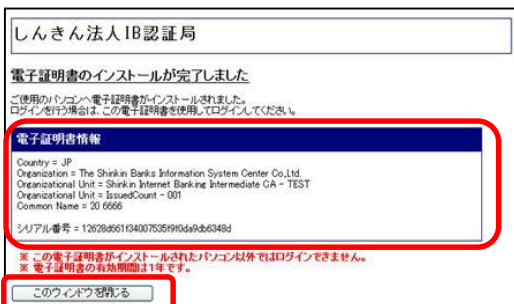 しんきん法人IB認証局
電子証明書のインストールが完了しました
ご使用のパソコンへ電子証明書がインストールされました。
ログインを行う場合は、この電子証明書を使用してログインしてください。
電子証明書情報
Country = JP
Organization = The Shinkin Banks Information System Center Co.,Ltd.
Organizational Unit = Shinkin Internet Banking Intermediate CA - TEST
Organizational Unit = IssuedCount - 001
Common Name = 20 6666
シリアル番号 = 12628d661f34007535f9f0da9db6348d
※ この電子証明書がインストールされたパソコン以外ではログインできません。
※ 電子証明書の有効期間は1年です。
このウィンドウを閉じる